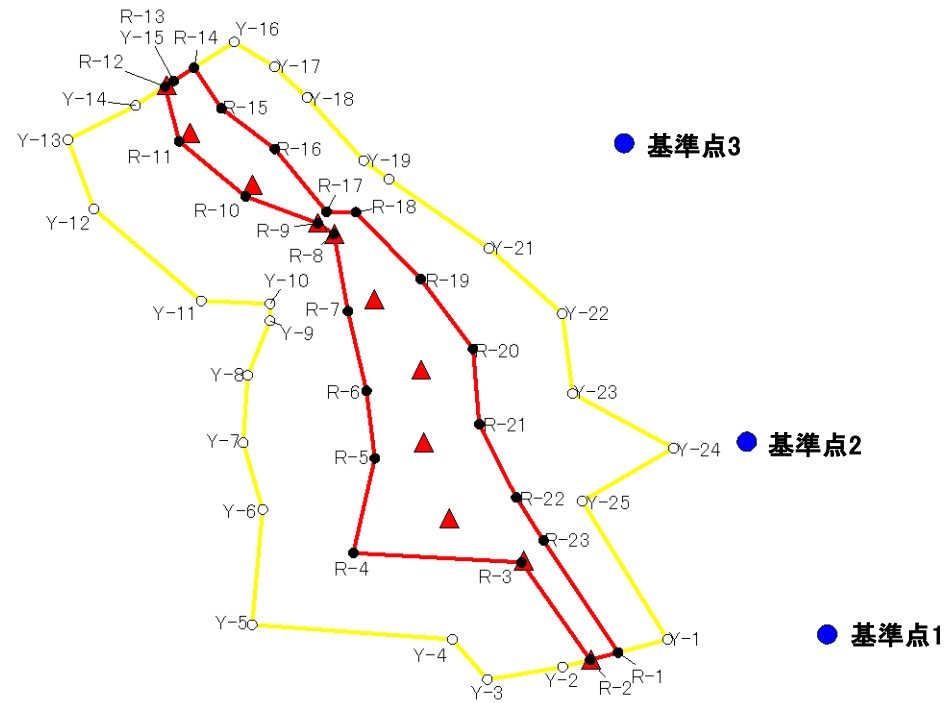 R-13
Y-15
R-14
Y-16
R-12
Y-17
Y-14
Y-18
R-15
Y-13
R-11
R-16
基準点3
Y-19
R-10
R-17
R-18
Y-12
R-9
R-8
Y-21
R-19
Y-10
Y-11
R-7
Y-9
Y-22
R-20
Y-8
R-6
Y-23
R-21
Y-7
R-5
Y-24
基準点2
R-22
Y-25
Y-6
R-23
R-4
R-3
Y-5
Y-4
Y-1
基準点1
R-1
Y-2
R-2
Y-3